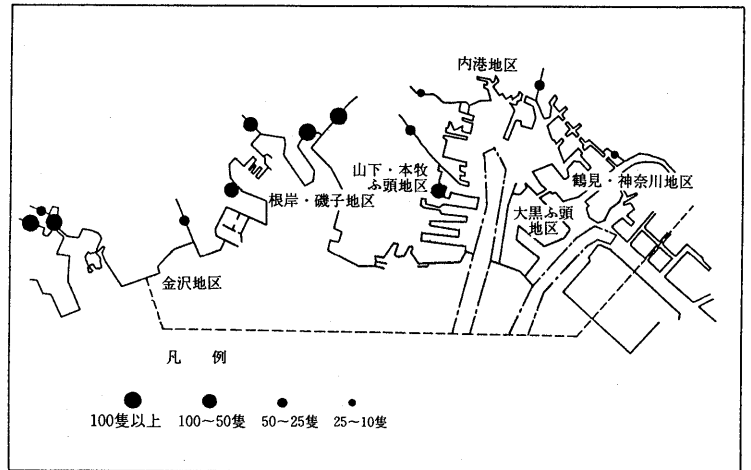 内港地区
山下・本牧
ふ頭地区
鶴見・神奈川地区
根岸・磯子地区
大黒ふ頭
地区
金沢地区
凡 例
100隻以上 100〜50隻 50〜25隻 25〜10隻